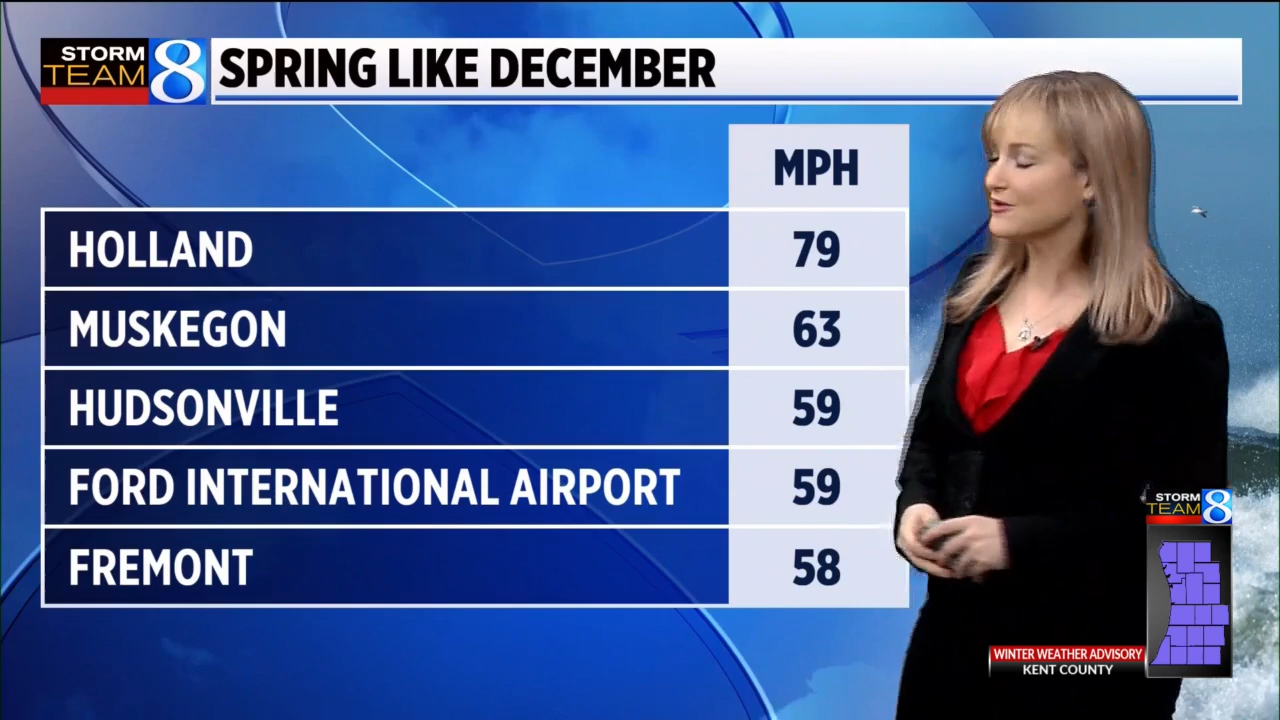 STORM
TEAM 8
SPRING LIKE DECEMBER
MPH
HOLLAND 79
MUSKEGON 63
HUDSONVILLE 59
FORD INTERNATIONAL AIRPORT 59
FREMONT 58
STORM
TEAM 8
WINTER WEATHER ADVISORY
KENT COUNTY